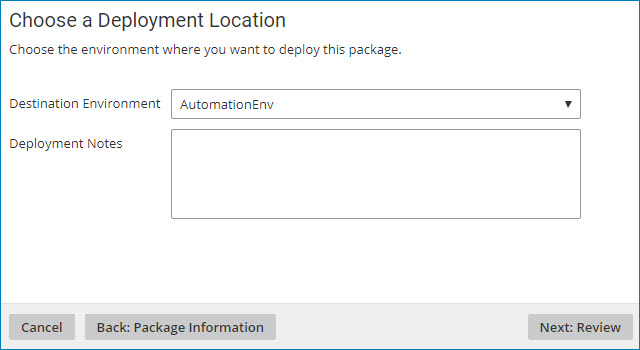 Choose a Deployment Location
Choose the environment where you want to deploy this package.
Destination Environment AutomationEnv
Deployment Notes
Cancel Back: Package Information Next: Review